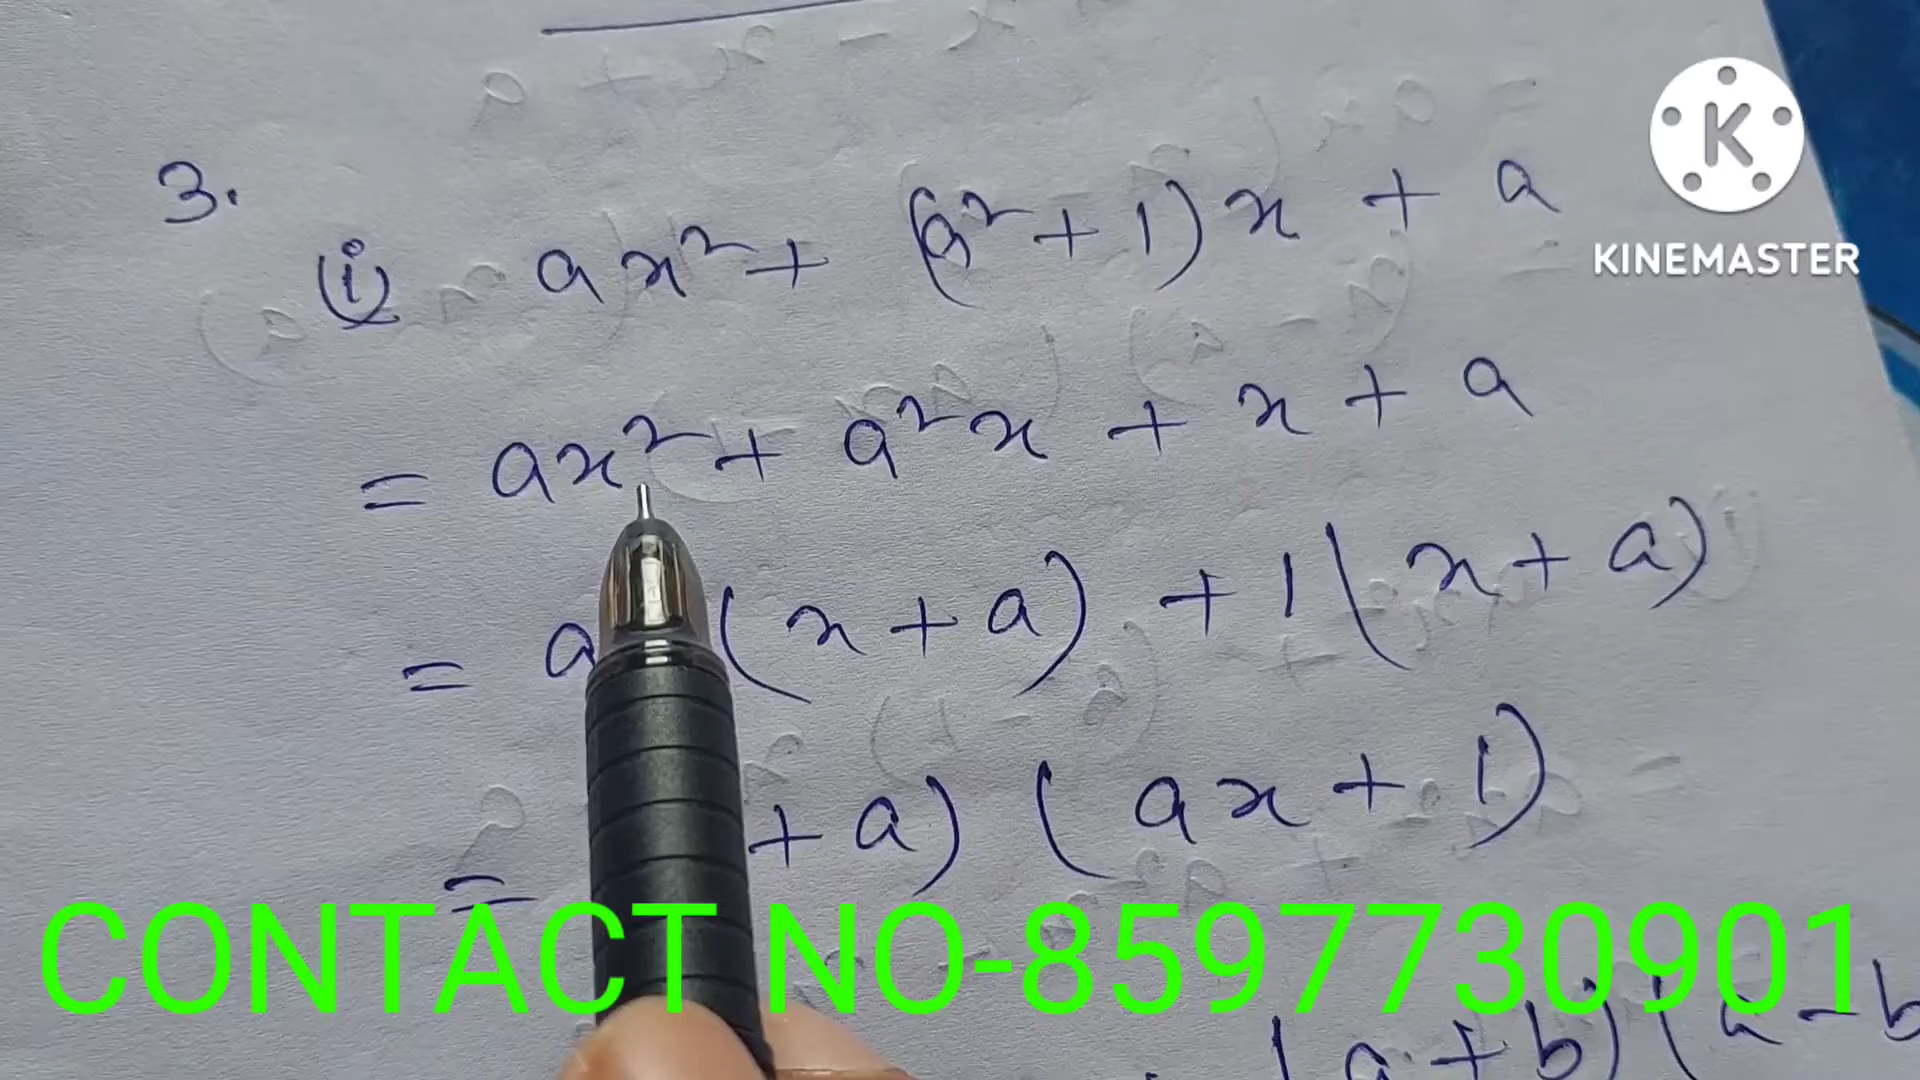 3.
(i) ax² + (a²+1)x + a
= ax² + a²x + x + a
= a (x+a) +1(x+a)
= +a) (ax+1)
(a+b)(a-b
K
KINEMASTER
CONTACT NO-8597730901